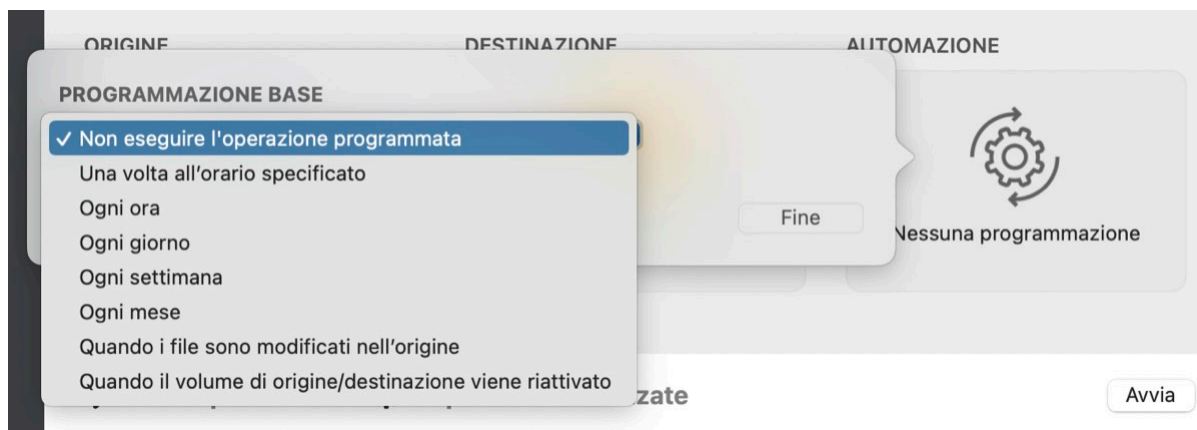 ORIGINE DESTINAZIONE AUTOMAZIONE
PROGRAMMAZIONE BASE
✓ Non eseguire l'operazione programmata
Una volta all'orario specificato
Ogni ora
Ogni giorno
Ogni settimana
Ogni mese
Quando i file sono modificati nell'origine
Quando il volume di origine/destinazione viene riattivato
Fine
Nessuna programmazione
zate
Avvia